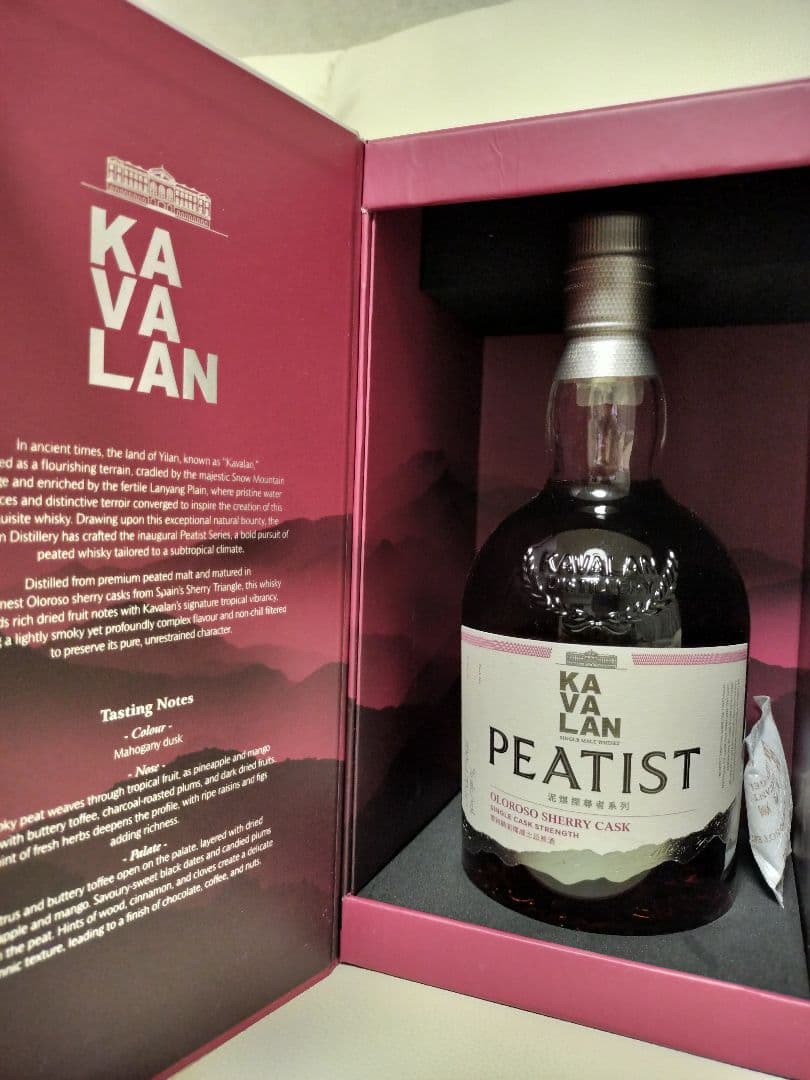 KA
VA
LAN
In ancient times, the land of Yilan, known as "Kavalan,"
ed as a flourishing terrain, cradled by the majestic Snow Mountain
ge and enriched by the fertile Lanyang Plain, where pristine water
ces and distinctive terroir converged to inspire the creation of this
uisite whisky. Drawing upon this exceptional natural bounty, the
n Distillery has crafted the inaugural Peatist Series, a bold pursuit of
peated whisky tailored to a subtropical climate.
Distilled from premium peated malt and matured in
nest Oloroso sherry casks from Spain's Sherry Triangle, this whisky
ds rich dried fruit notes with Kavalan's signature tropical vibrancy,
g a lightly smoky yet profoundly complex flavour and non-chill filtered
to preserve its pure, unrestrained character.
Tasting Notes
- Colour -
Mahogany dusk
- Nose -
oky peat weaves through tropical fruit, as pineapple and mango
with buttery toffee, charcoal-roasted plums, and dark dried fruits.
int of fresh herbs deepens the profile, with ripe raisins and figs
adding richness.
- Palate -
trus and buttery toffee open on the palate, layered with dried
apple and mango. Savoury-sweet black dates and candied plums
n the peat. Hints of wood, cinnamon, and cloves create a delicate
nnic texture, leading to a finish of chocolate, coffee, and nuts.
KAVALAN
DISTILLERY
KA
VA
LAN
SINGLE MALT WHISKY
PEATIST
泥煤探尋者系列
OLOROSO SHERRY CASK
SINGLE CASK STRENGTH